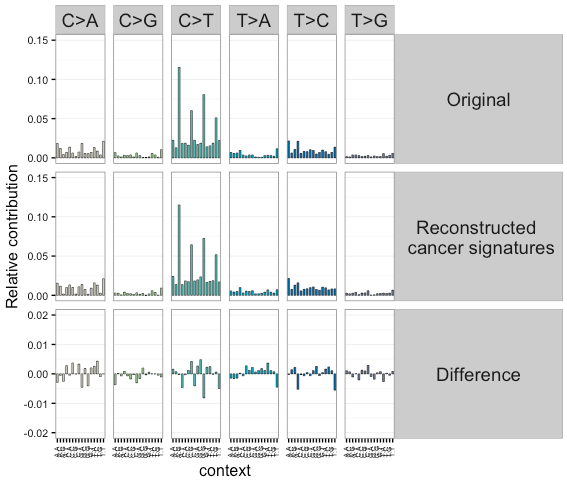 C>A C>G C>T T>A T>C T>G
0.15
0.10
0.05
0.00
Original
0.15
0.10
0.05
0.00
Reconstructed
cancer signatures
0.02
0.01
0.00
-0.01
-0.02
Difference
Relative contribution
context